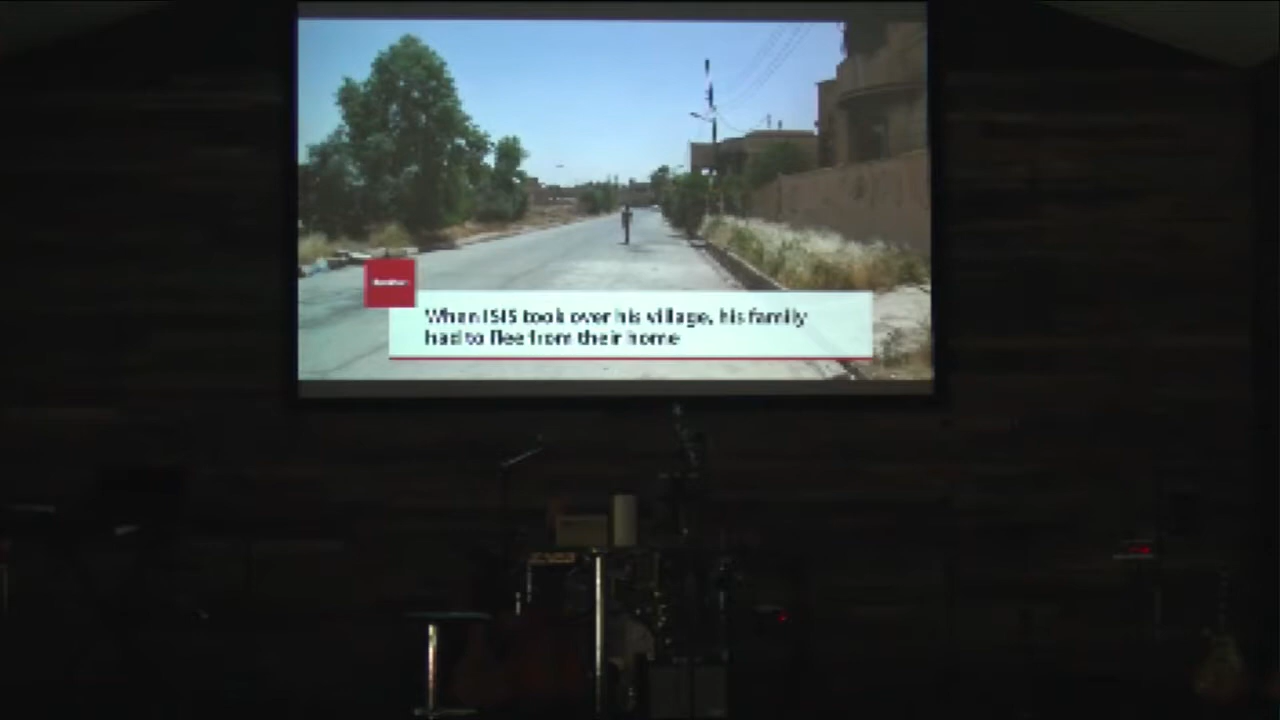 When ISIS took over his village, his family
had to flee from their home